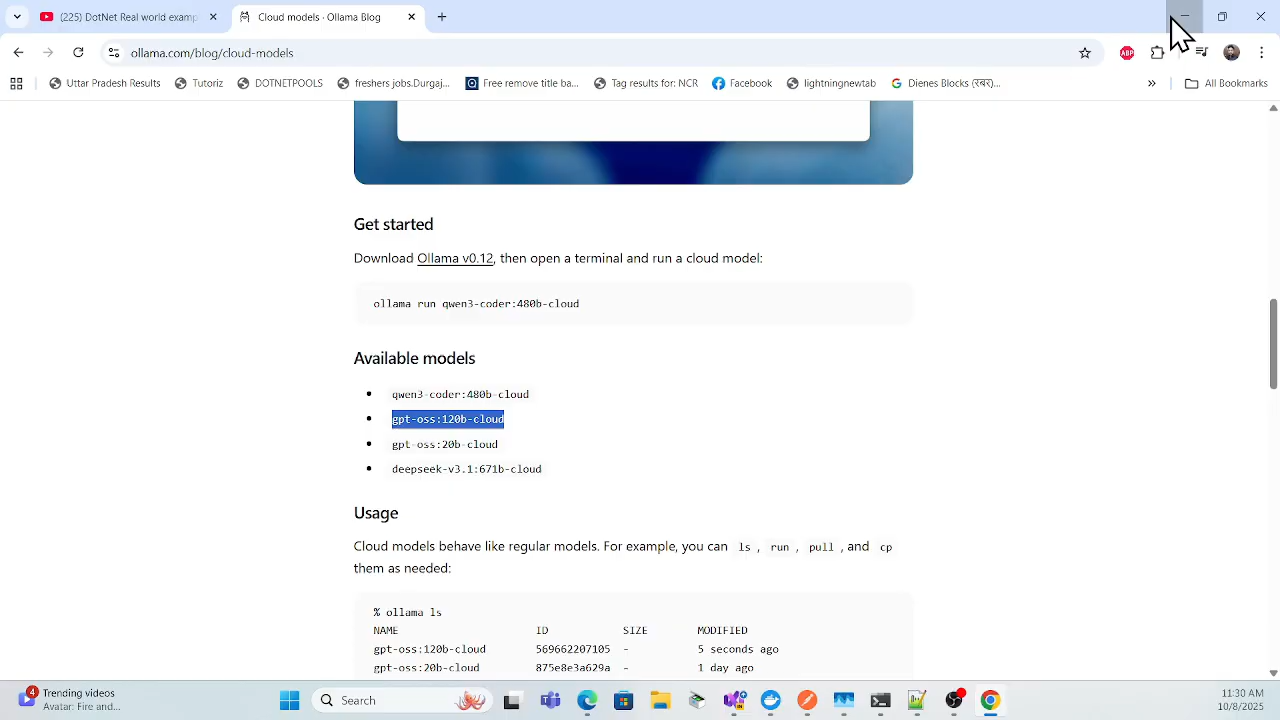 (225) DotNet Real world examp
Cloud models · Ollama Blog
ollama.com/blog/cloud-models
ABP
Uttar Pradesh Results
Tutoriz
DOTNETPOOLS
freshers jobs.Durgaj...
Free remove title ba...
Tag results for: NCR
Facebook
lightningnewtab
Dienes Blocks (रबर)...
»
All Bookmarks
Get started
Download Ollama v0.12, then open a terminal and run a cloud model:
ollama run qwen3-coder:480b-cloud
Available models
• qwen3-coder:480b-cloud
• gpt-oss:120b-cloud
• gpt-oss:20b-cloud
• deepseek-v3.1:671b-cloud
Usage
Cloud models behave like regular models. For example, you can ls , run , pull , and cp
them as needed:
% ollama ls
NAME ID SIZE MODIFIED
gpt-oss:120b-cloud 569662207105 - 5 seconds ago
gpt-oss:20b-cloud 875e8e3a629a - 1 day ago
4
Trending videos
Avatar: Fire and...
Search
11:30 AM
10/8/2025